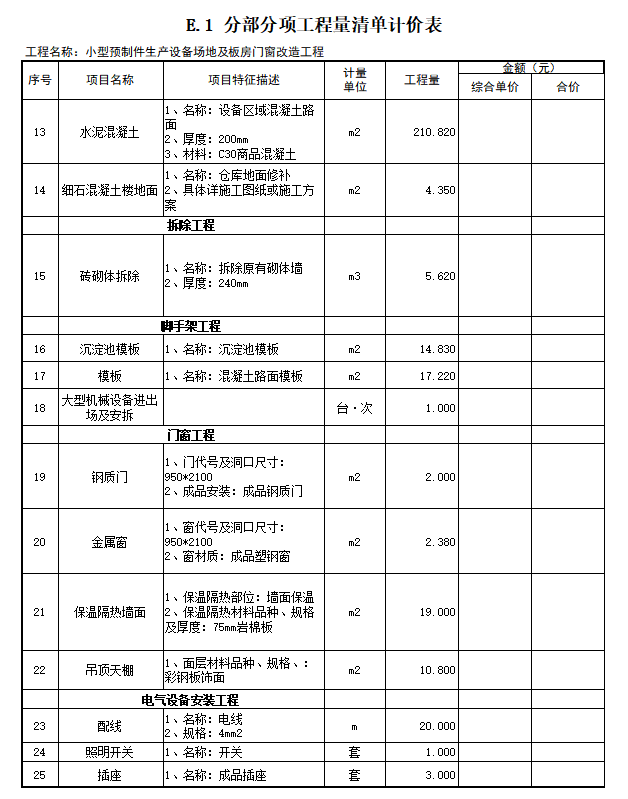 E.1 分部分项工程量清单计价表
工程名称: 小型预制件生产设备场地及板房门窗改造工程
序号 项目名称 项目特征描述 计量单位 工程量 金额（元）
综合单价 合价
13 水泥混凝土 1、名称: 设备区域混凝土路
面
2、厚度: 200mm
3、材料: C30商品混凝土 m2 210.820
14 细石混凝土楼地面 1、名称: 仓库地面修补
2、具体详施工图纸或施工方
案 m2 4.350
拆除工程
15 砖砌体拆除 1、名称: 拆除原有砌体墙
2、厚度: 240mm m3 5.620
脚手架工程
16 沉淀池模板 1、名称: 沉淀池模板 m2 14.830
17 模板 1、名称: 混凝土路面模板 m2 17.220
18 大型机械设备进出
场及安拆 台·次 1.000
门窗工程
19 钢质门 1、门代号及洞口尺寸:
950*2100
2、成品安装: 成品钢质门 m2 2.000
20 金属窗 1、窗代号及洞口尺寸:
950*2100
2、窗材质: 成品塑钢窗 m2 2.380
21 保温隔热墙面 1、保温隔热部位: 墙面保温
2、保温隔热材料品种、规格
及厚度: 75mm岩棉板 m2 19.000
22 吊顶天棚 1、面层材料品种、规格、:
彩钢板饰面 m2 10.800
电气设备安装工程
23 配线 1、名称: 电线
2、规格: 4mm2 m 20.000
24 照明开关 1、名称: 开关 套 1.000
25 插座 1、名称: 成品插座 套 3.000